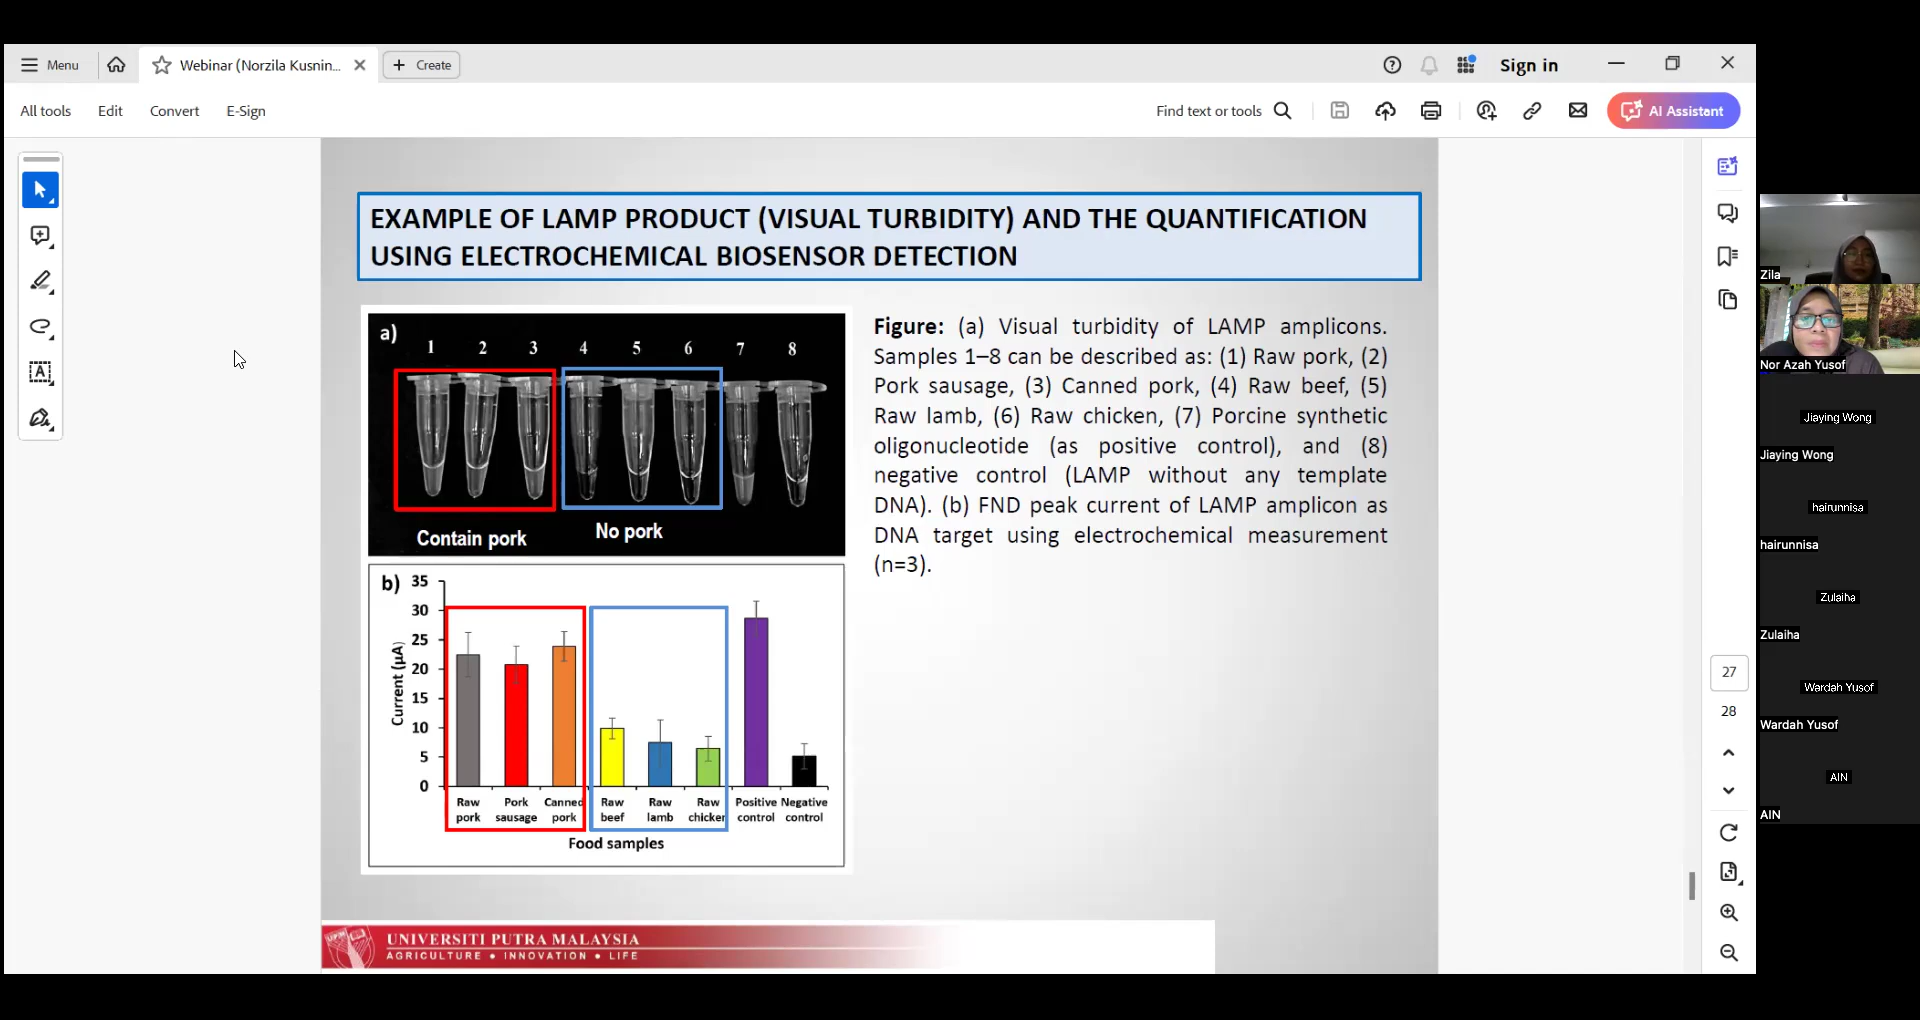 Menu
Webinar (Norzila Kusnin...
Create
Sign in
All tools
Edit
Convert
E-Sign
Find text or tools
AI Assistant
EXAMPLE OF LAMP PRODUCT (VISUAL TURBIDITY) AND THE QUANTIFICATION
USING ELECTROCHEMICAL BIOSENSOR DETECTION
a)
1 2 3 4 5 6 7 8
Contain pork
No pork
b)
35
30
25
20
15
10
5
0
Current (µA)
Raw pork
Pork sausage
Canned pork
Raw beef
Raw lamb
Raw chicken
Positive control
Negative control
Food samples
Figure: (a) Visual turbidity of LAMP amplicons.
Samples 1–8 can be described as: (1) Raw pork, (2)
Pork sausage, (3) Canned pork, (4) Raw beef, (5)
Raw lamb, (6) Raw chicken, (7) Porcine synthetic
oligonucleotide (as positive control), and (8)
negative control (LAMP without any template
DNA). (b) FND peak current of LAMP amplicon as
DNA target using electrochemical measurement
(n=3).
UNIVERSITI PUTRA MALAYSIA
AGRICULTURE • INNOVATION • LIFE
27
28
Zila
Nor Azah Yusof
Jiaying Wong
Jiaying Wong
hairunnisa
hairunnisa
Zulaiha
Zulaiha
Wardah Yusof
Wardah Yusof
AIN
AIN